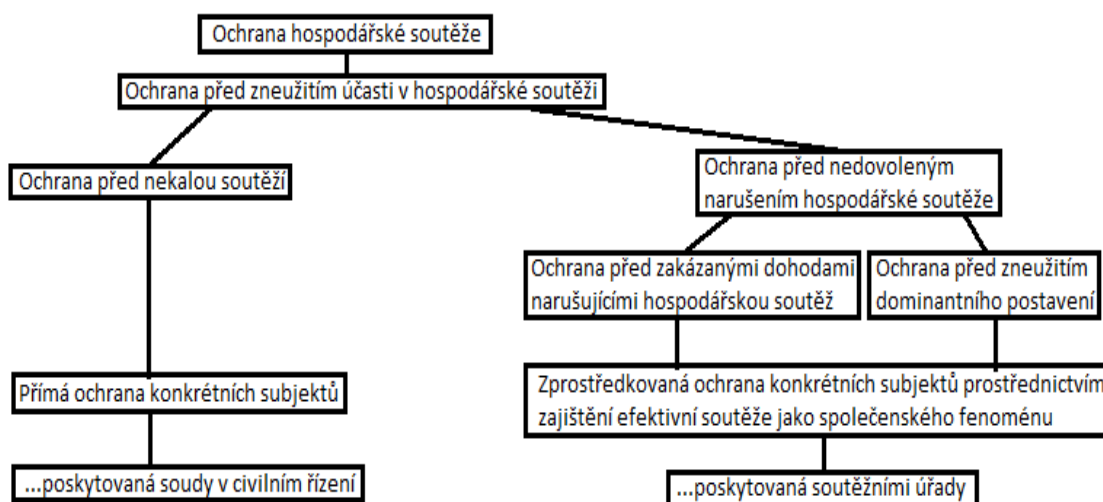 Ochrana hospodářské soutěže
Ochrana před zneužitím účasti v hospodářské soutěži
Ochrana před nekalou soutěží
Ochrana před nedovoleným
narušením hospodářské soutěže
Ochrana před zakázanými dohodami
narušujícími hospodářskou soutěž
Ochrana před zneužitím
dominantního postavení
Přímá ochrana konkrétních subjektů
Zprostředkovaná ochrana konkrétních subjektů prostřednictvím
zajištění efektivní soutěže jako společenského fenoménu
...poskytovaná soudy v civilním řízení
...poskytovaná soutěžními úřady